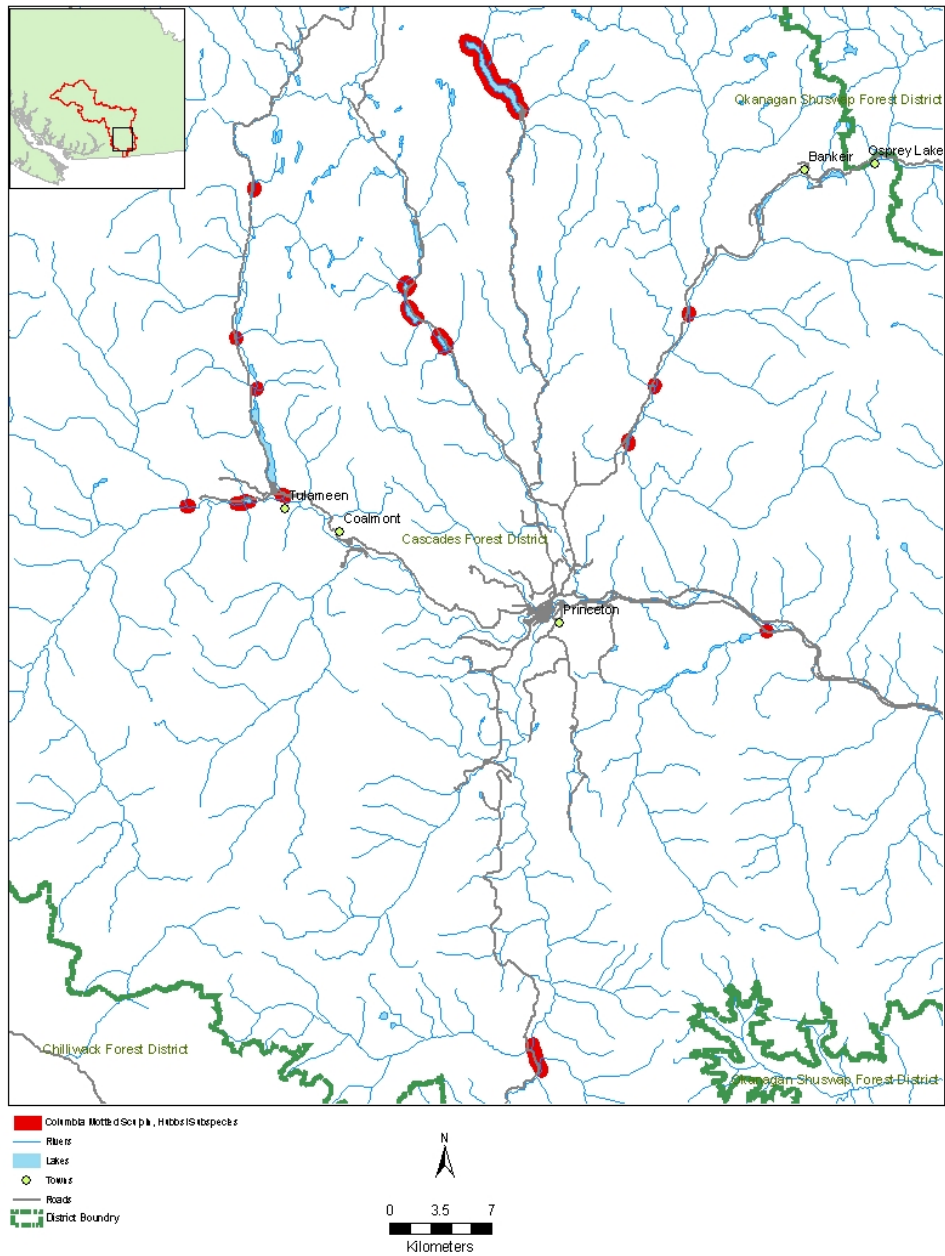 Okanagan Shuswap Forest District
Bankeir
Osprey Lake
Tulameen
Coalmont
Cascades Forest District
Princeton
Chilliwack Forest District
Okanagan Shuswap Forest District
Columbia Mottled Sculpin, Hubbsi Subspecies
Rivers
Lakes
Towns
Roads
District Boundry
N
0 3.5 7
Kilometers